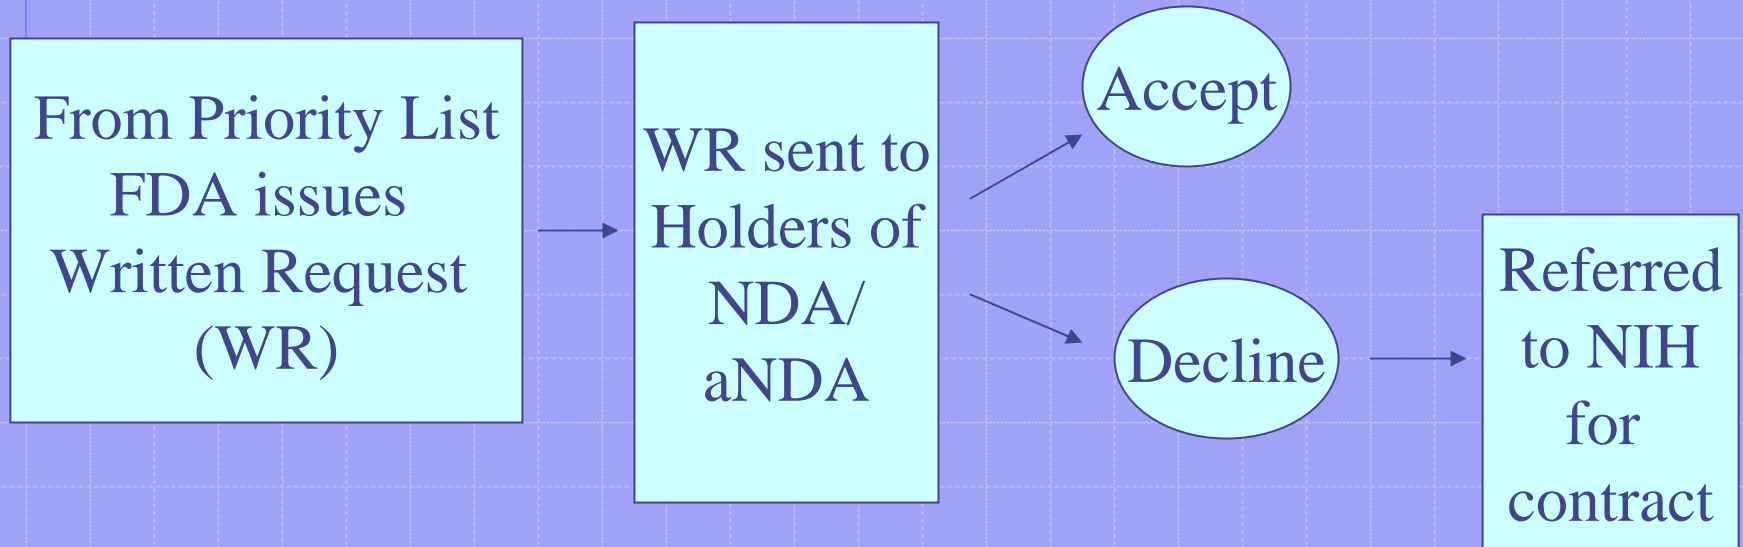 From Priority List
FDA issues
Written Request
(WR)
WR sent to
Holders of
NDA/
aNDA
Accept
Decline
Referred
to NIH
for
contract